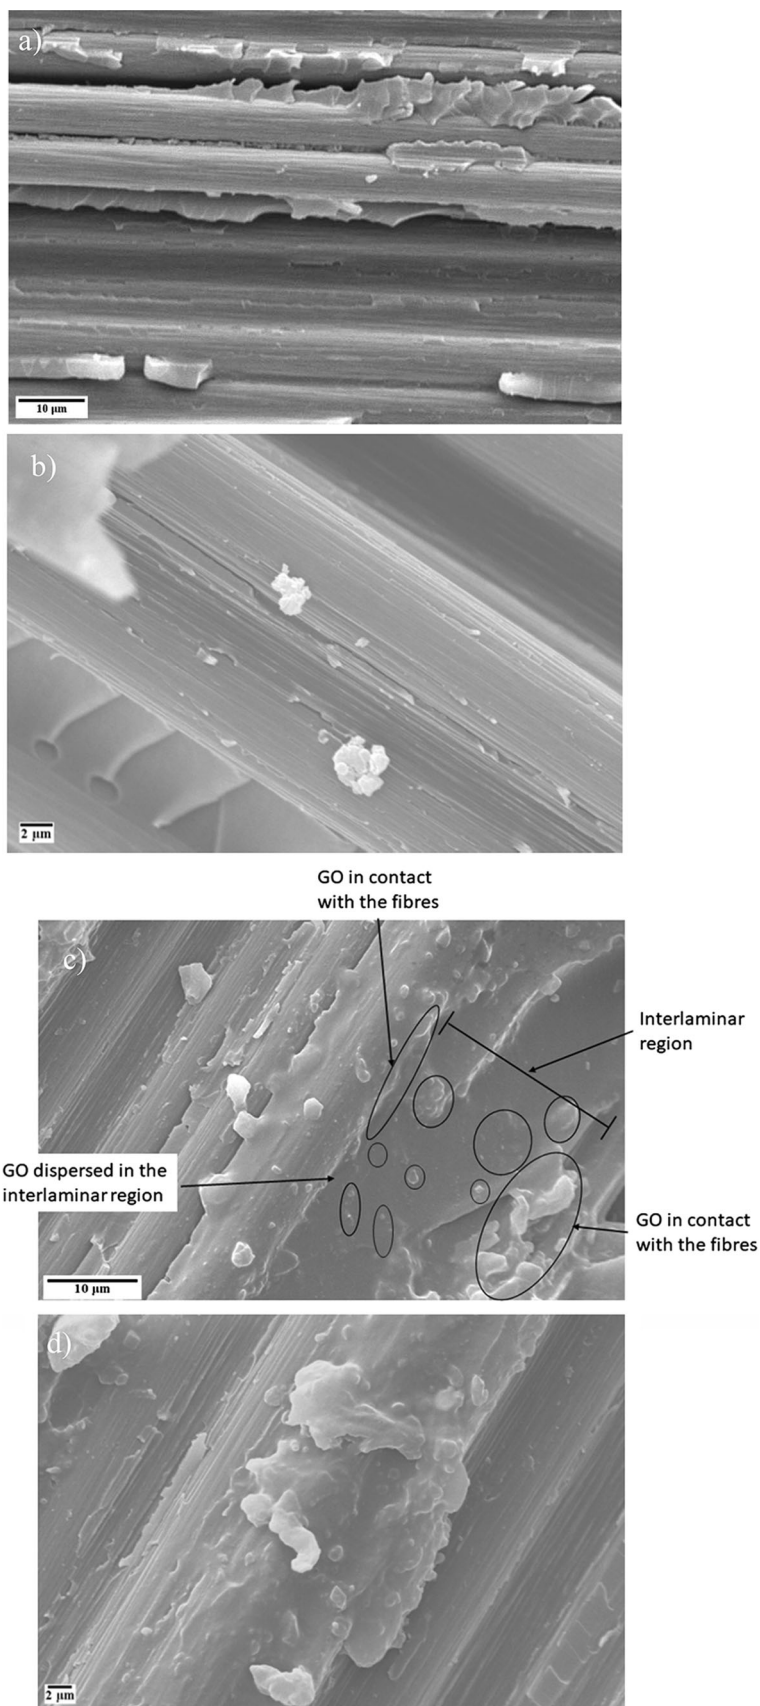 a)
10 μm
b)
2 μm
GO in contact
with the fibres
c)
Interlaminar
region
GO dispersed in the
interlaminar region
GO in contact
with the fibres
10 μm
d)
2 μm